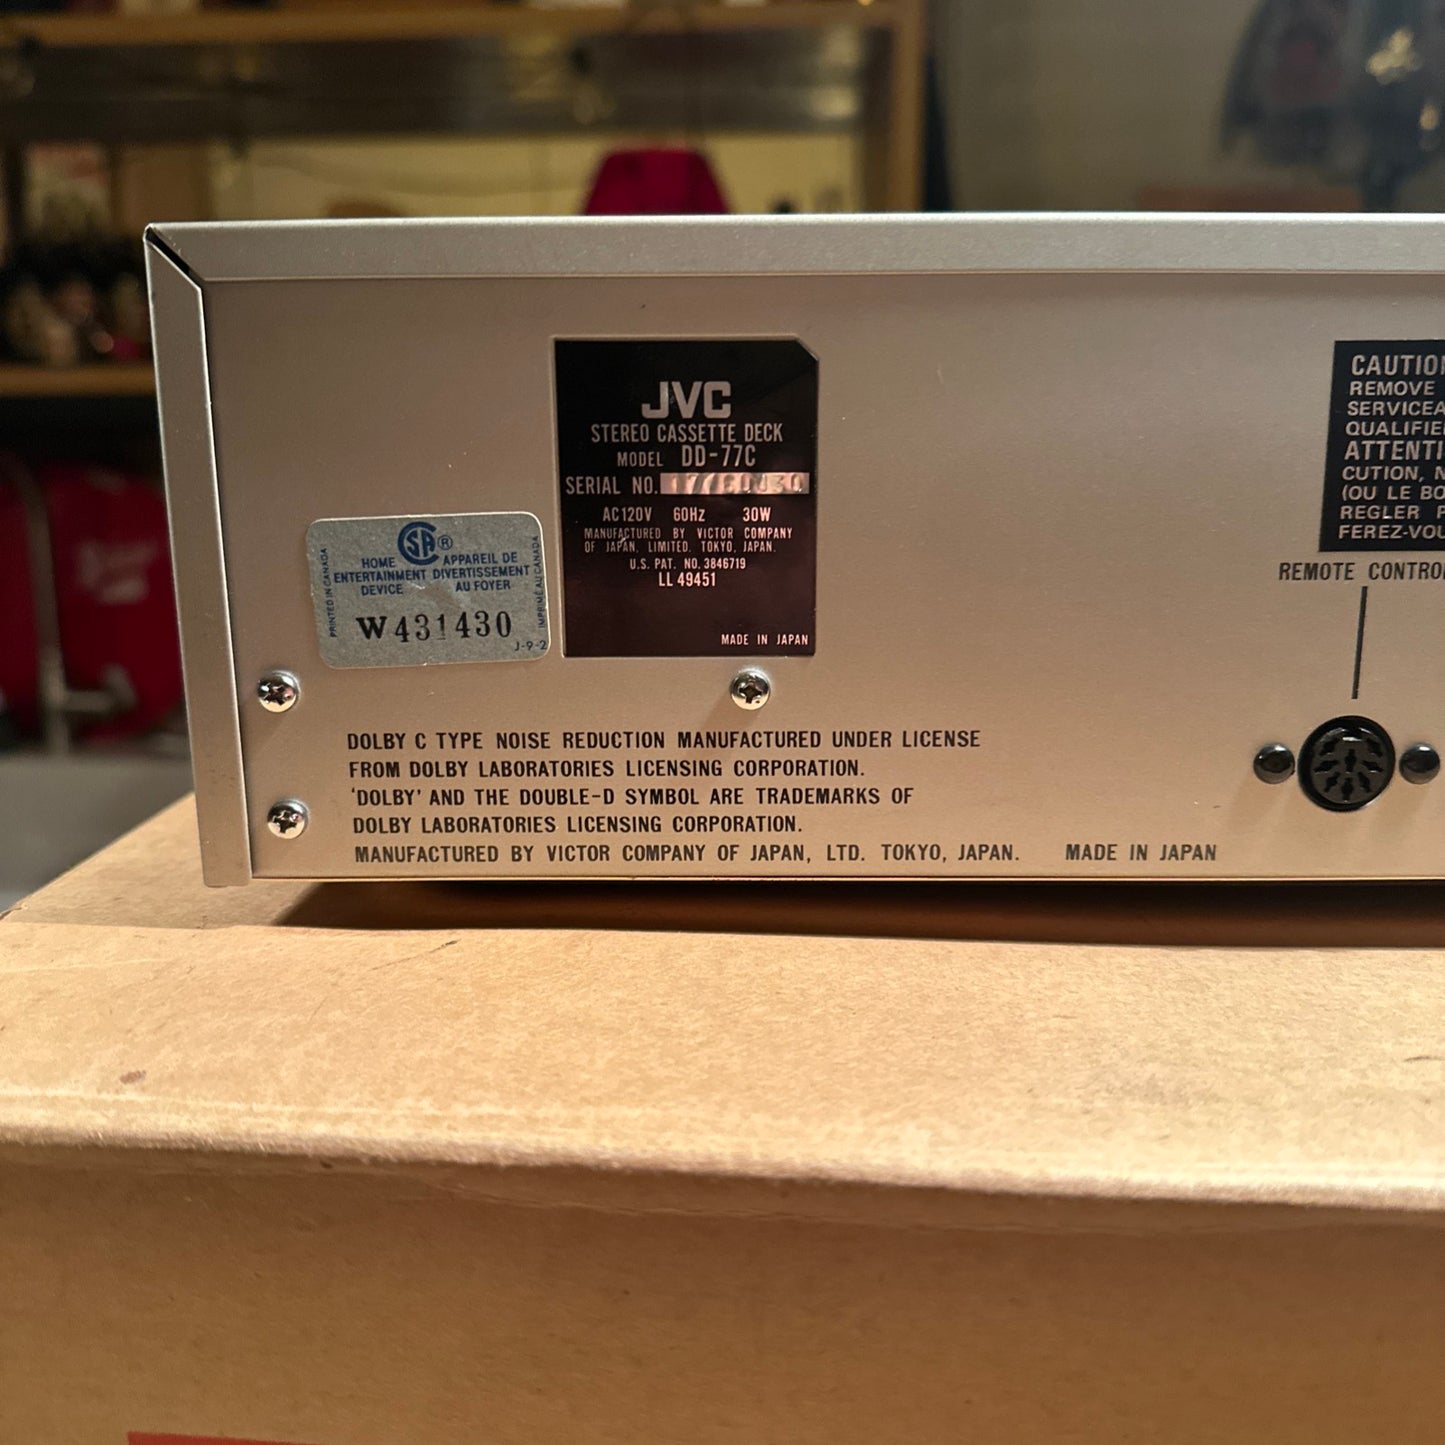 JVC
STEREO CASSETTE DECK
MODEL DD-77C
SERIAL NO.
AC120V 60Hz 30W
MANUFACTURED BY VICTOR COMPANY
OF JAPAN, LIMITED. TOKYO, JAPAN.
U.S. PAT. NO. 3846719
LL 49451
MADE IN JAPAN
PRINTED IN CANADA
SA ®
HOME APPAREIL DE
ENTERTAINMENT DIVERTISSEMENT
DEVICE AU FOYER
W431430
J-9-2
IMPRIMÉ AU CANADA
DOLBY C TYPE NOISE REDUCTION MANUFACTURED UNDER LICENSE
FROM DOLBY LABORATORIES LICENSING CORPORATION.
'DOLBY' AND THE DOUBLE-D SYMBOL ARE TRADEMARKS OF
DOLBY LABORATORIES LICENSING CORPORATION.
MANUFACTURED BY VICTOR COMPANY OF JAPAN, LTD. TOKYO, JAPAN. MADE IN JAPAN
CAUTION
REMOVE
SERVICEA
QUALIFIE
ATTENTI
CUTION, N
(OU LE BO
REGLER P
FEREZ-VOU
REMOTE CONTROL